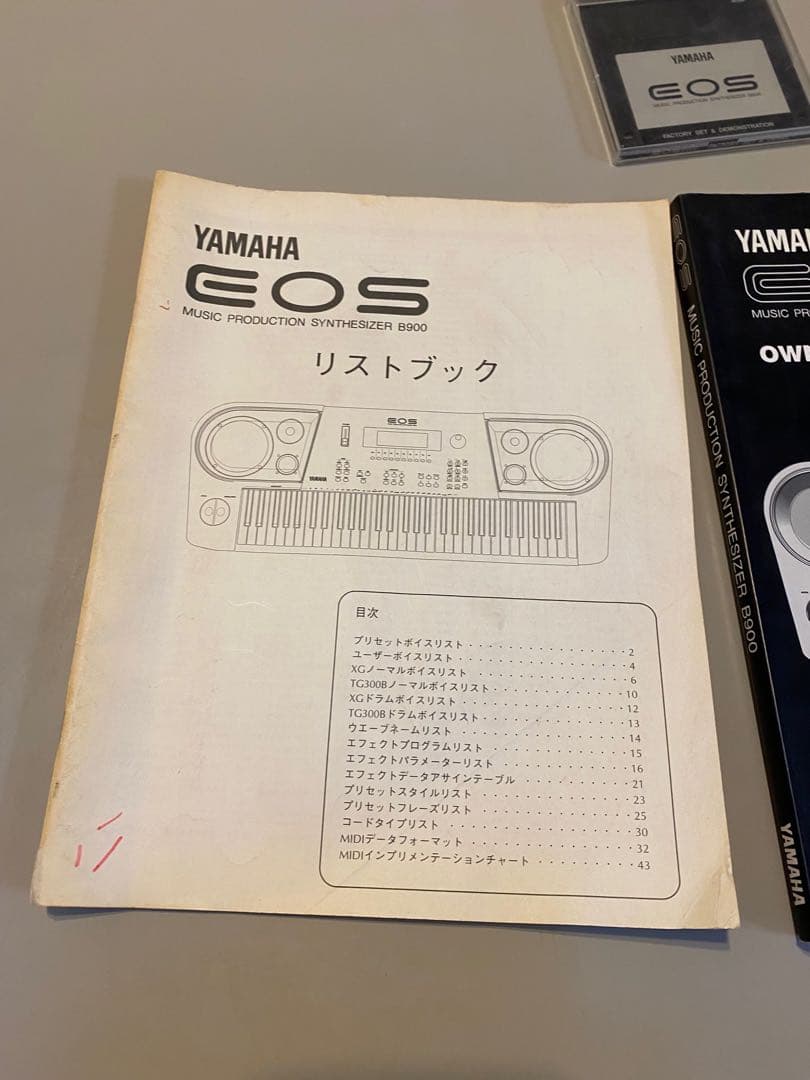 YAMAHA
EOS
MUSIC PRODUCTION SYNTHESIZER B900
リストブック
EOS
YAMAHA
目次
プリセットボイスリスト・・・・・・・・・・・・・・・2
ユーザーボイスリスト・・・・・・・・・・・・・・・・4
XGノーマルボイスリスト・・・・・・・・・・・・・・・6
TG300Bノーマルボイスリスト・・・・・・・・・・・・・10
XGドラムボイスリスト・・・・・・・・・・・・・・・・12
TG300Bドラムボイスリスト・・・・・・・・・・・・・・13
ウエーブネームリスト・・・・・・・・・・・・・・・・14
エフェクトプログラムリスト・・・・・・・・・・・・・15
エフェクトパラメーターリスト・・・・・・・・・・・・16
エフェクトデータアサインテーブル・・・・・・・・・・21
プリセットスタイルリスト・・・・・・・・・・・・・・23
プリセットフレーズリスト・・・・・・・・・・・・・・25
コードタイプリスト・・・・・・・・・・・・・・・・・30
MIDIデータフォーマット・・・・・・・・・・・・・・・32
MIDIインプリメンテーションチャート・・・・・・・・・43
YAMAHA
EOS
MUSIC PRODUCTION SYNTHESIZER
FACTORY SET & DEMONSTRATION
EOS MUSIC PRODUCTION SYNTHESIZER B900
YAMAHA
YAMA
MUSIC PR
OWN